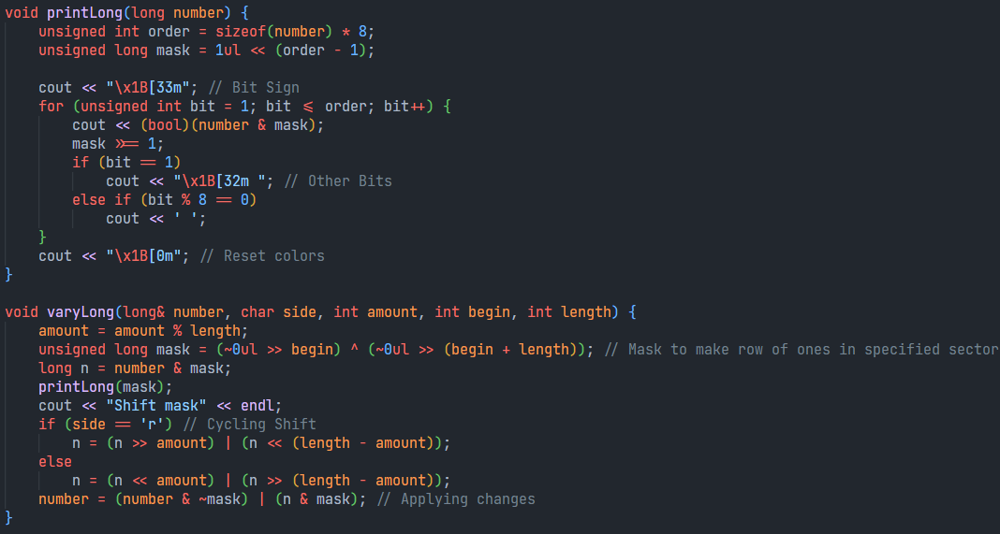 void printLong(long number) {
    unsigned int order = sizeof(number) * 8;
    unsigned long mask = 1ul << (order - 1);

    cout << "\x1B[33m"; // Bit Sign
    for (unsigned int bit = 1; bit <= order; bit++) {
        cout << (bool)(number & mask);
        mask >>= 1;
        if (bit == 1)
            cout << "\x1B[32m "; // Other Bits
        else if (bit % 8 == 0)
            cout << ' ';
    }
    cout << "\x1B[0m"; // Reset colors
}

void varyLong(long& number, char side, int amount, int begin, int length) {
    amount = amount % length;
    unsigned long mask = (~0ul >> begin) ^ (~0ul >> (begin + length)); // Mask to make row of ones in specified sector
    long n = number & mask;
    printLong(mask);
    cout << "Shift mask" << endl;
    if (side == 'r') // Cycling Shift
        n = (n >> amount) | (n << (length - amount));
    else
        n = (n << amount) | (n >> (length - amount));
    number = (number & ~mask) | (n & mask); // Applying changes
}